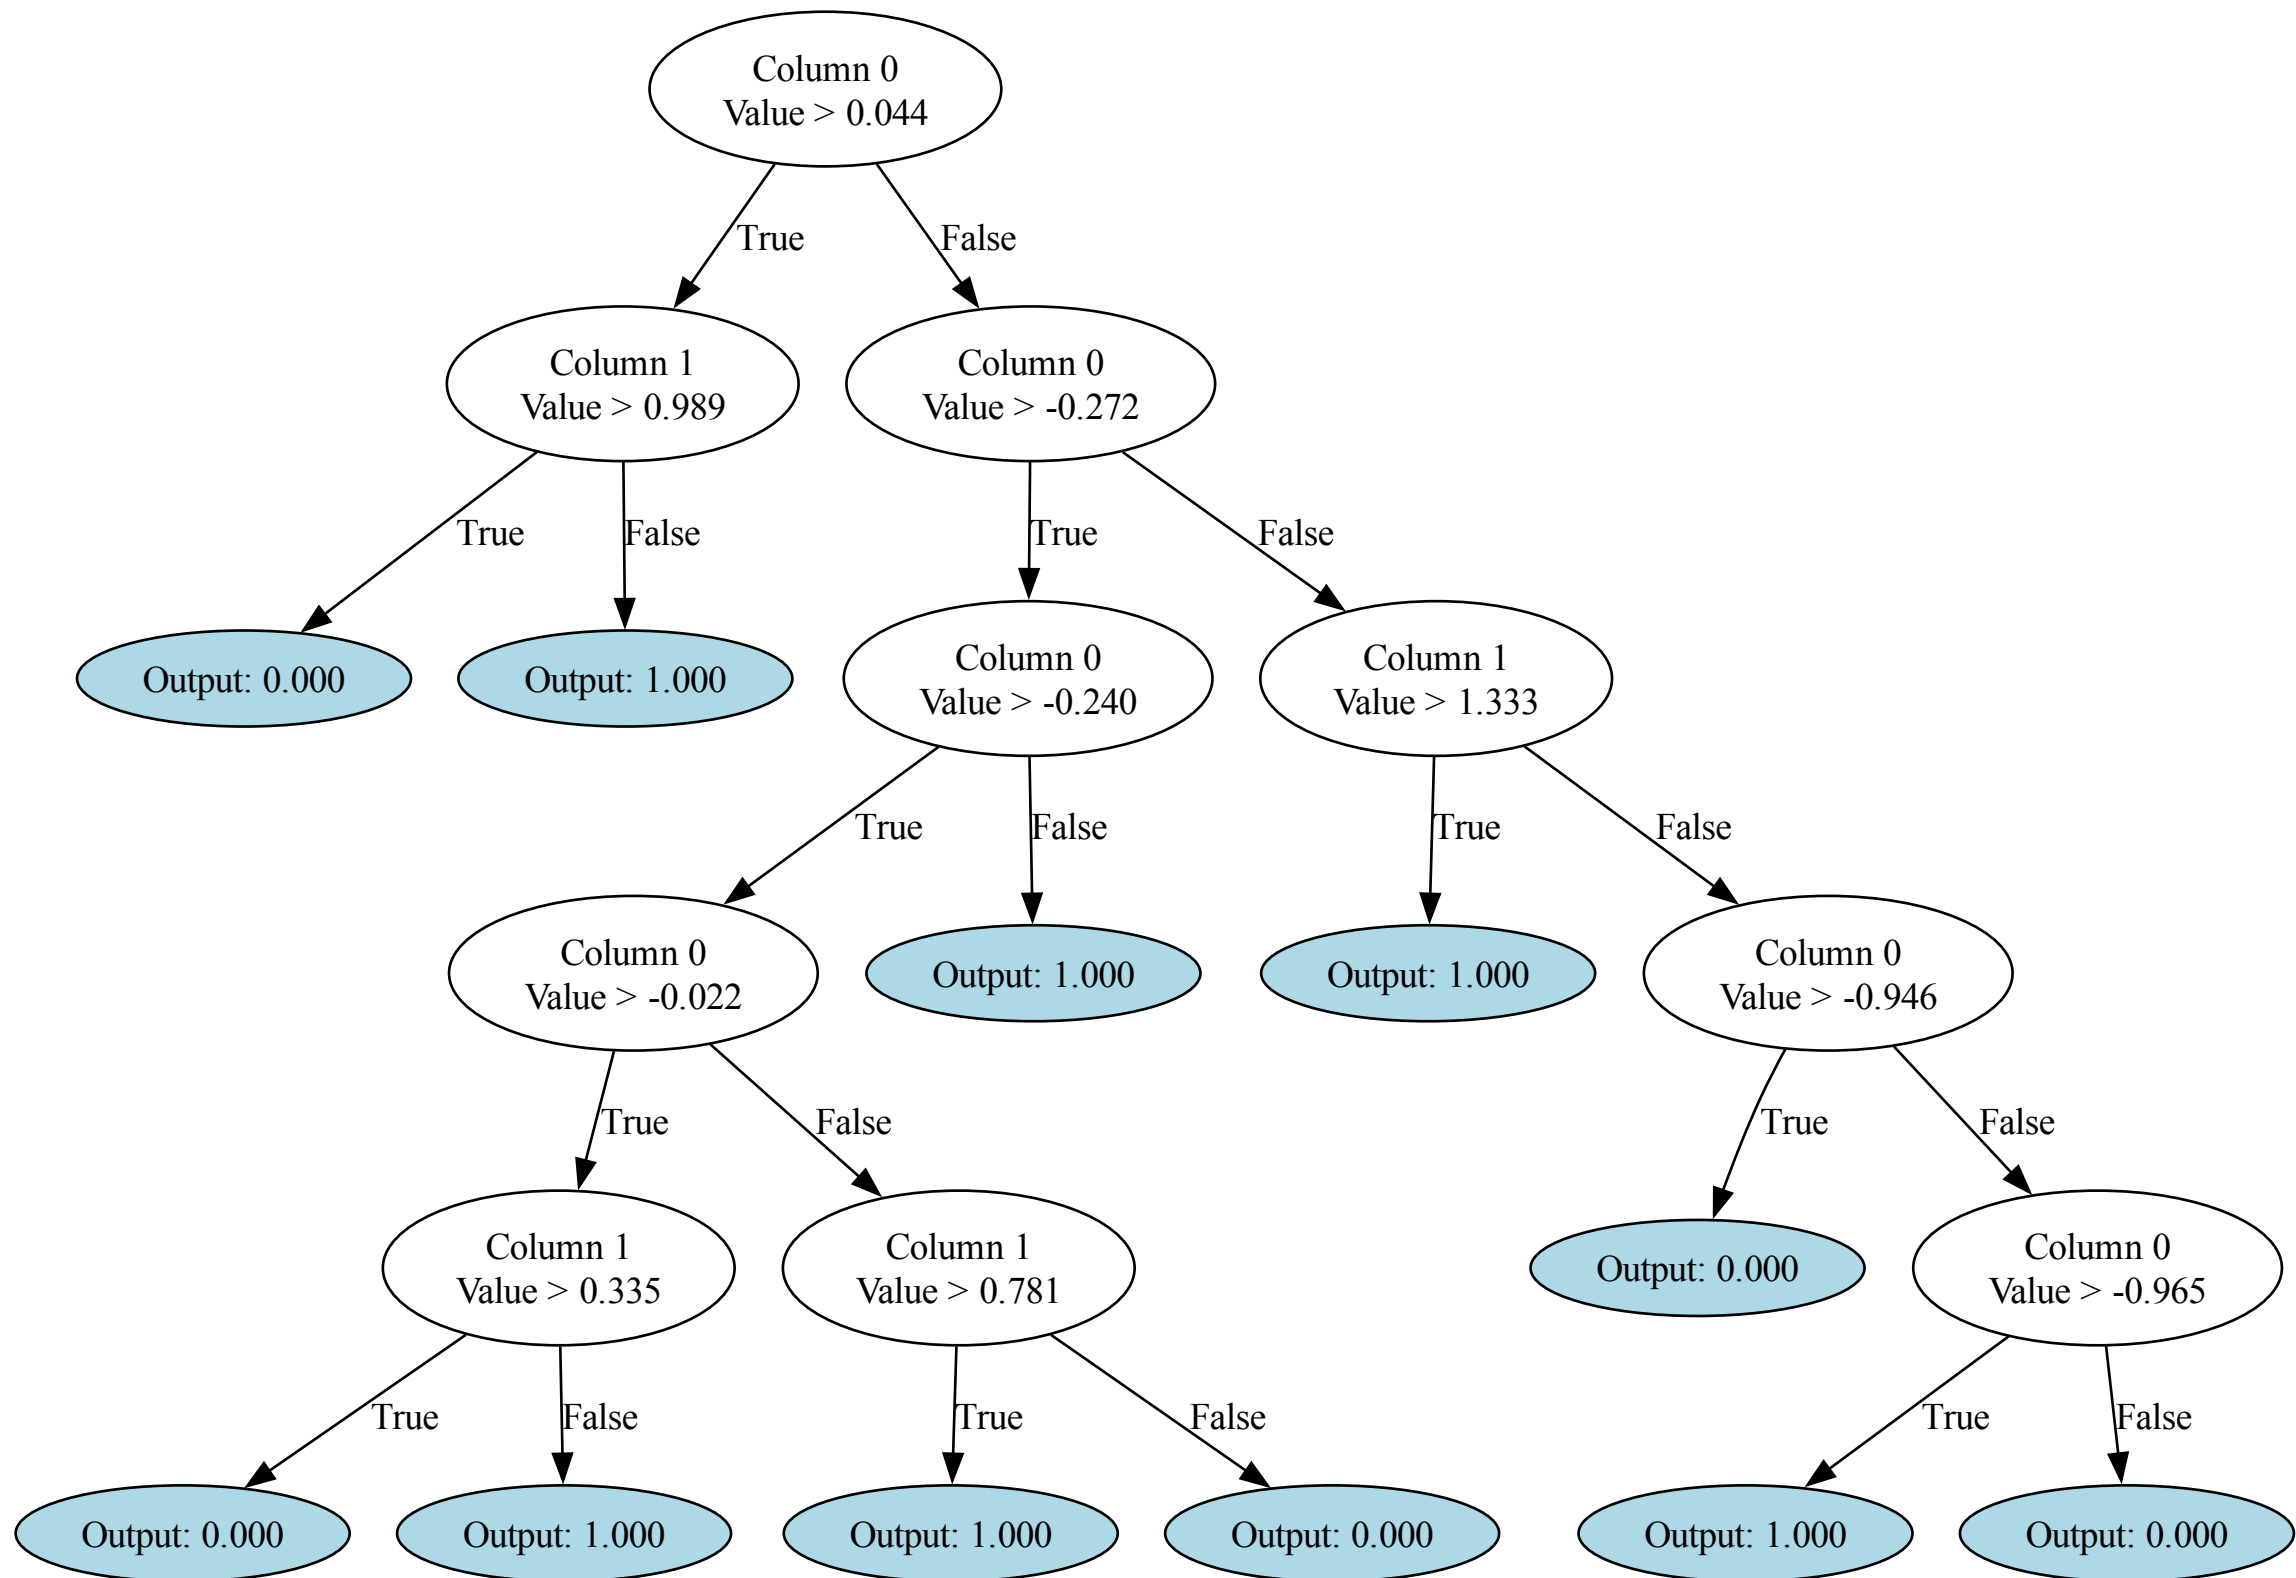 Column 0
Value > 0.044
True
False
Column 1
Value > 0.989
Column 0
Value > -0.272
True
False
True
False
Output: 0.000
Output: 1.000
Column 0
Value > -0.240
Column 1
Value > 1.333
True
False
True
False
Column 0
Value > -0.022
Output: 1.000
Output: 1.000
Column 0
Value > -0.946
True
False
True
False
Column 1
Value > 0.335
Column 1
Value > 0.781
Output: 0.000
Column 0
Value > -0.965
True
False
True
False
True
False
Output: 0.000
Output: 1.000
Output: 1.000
Output: 0.000
Output: 1.000
Output: 0.000